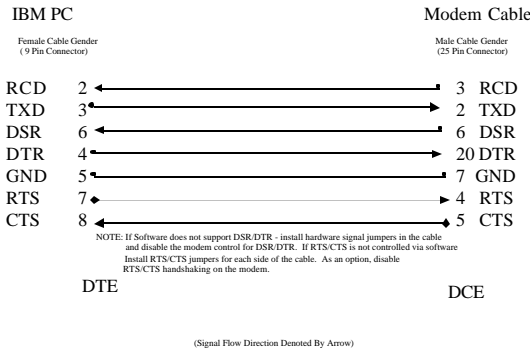 IBM PC Modem Cable
Female Cable Gender Male Cable Gender
( 9 Pin Connector) (25 Pin Connector)
RCD 2 3 RCD
TXD 3 2 TXD
DSR 6 6 DSR
DTR 4 20 DTR
GND 5 7 GND
RTS 7 4 RTS
CTS 8 5 CTS
NOTE: If Software does not support DSR/DTR - install hardware signal jumpers in the cable
and disable the modem control for DSR/DTR. If RTS/CTS is not controlled via software
Install RTS/CTS jumpers for each side of the cable. As an option, disable
RTS/CTS handshaking on the modem.
DTE DCE
(Signal Flow Direction Denoted By Arrow)